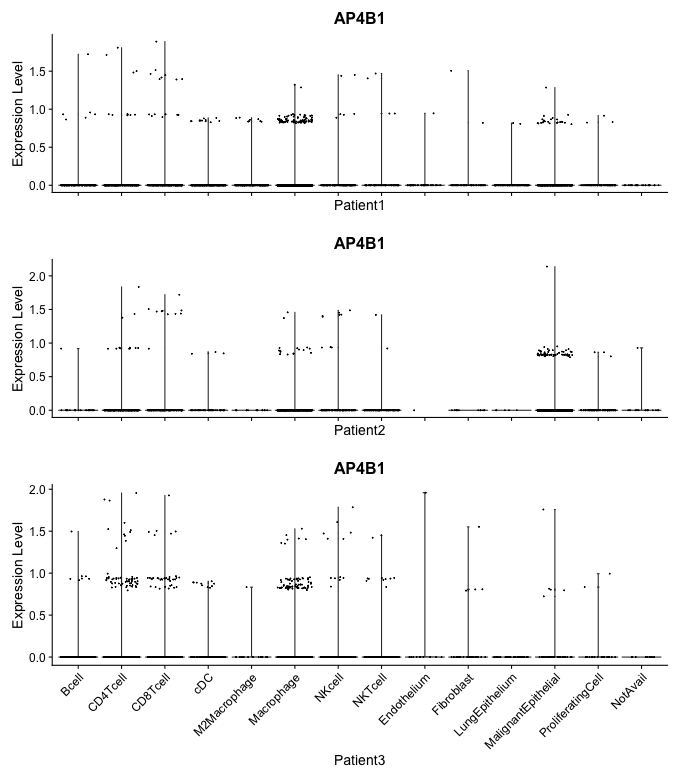 AP4B1
Expression Level
1.5
1.0
0.5
0.0
Patient1
AP4B1
Expression Level
2.0
1.5
1.0
0.5
0.0
Patient2
AP4B1
Expression Level
2.0
1.5
1.0
0.5
0.0
Bcell
CD4Tcell
CD8Tcell
cDC
M2Macrophage
Macrophage
NKcell
NKTcell
Endothelium
Fibroblast
LungEpithelium
MalignantEpithelial
ProliferatingCell
NotAvail
Patient3